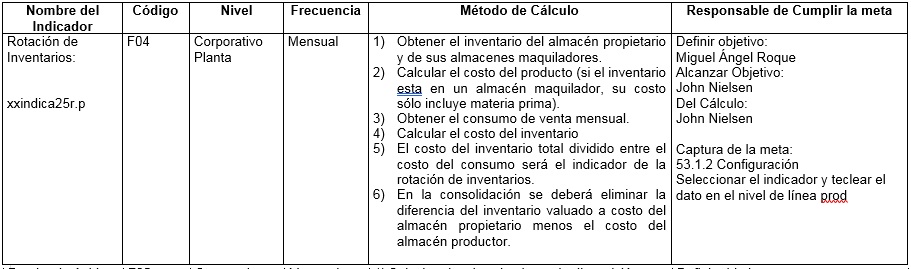 Nombre del Indicador
Código
Nivel
Frecuencia
Método de Cálculo
Responsable de Cumplir la meta
Rotación de
Inventarios:
xxindica25r.p
F04
Corporativo
Planta
Mensual
1) Obtener el inventario del almacén propietario
y de sus almacenes maquiladores.
2) Calcular el costo del producto (si el inventario
esta en un almacén maquilador, su costo
sólo incluye materia prima).
3) Obtener el consumo de venta mensual.
4) Calcular el costo del inventario
5) El costo del inventario total dividido entre el
costo del consumo será el indicador de la
rotación de inventarios.
6) En la consolidación se deberá eliminar la
diferencia del inventario valuado a costo del
almacén propietario menos el costo del
almacén productor.
Definir objetivo:
Miguel Ángel Roque
Alcanzar Objetivo:
John Nielsen
Del Cálculo:
John Nielsen
Captura de la meta:
53.1.2 Configuración
Seleccionar el indicador y teclear el
dato en el nivel de línea prod